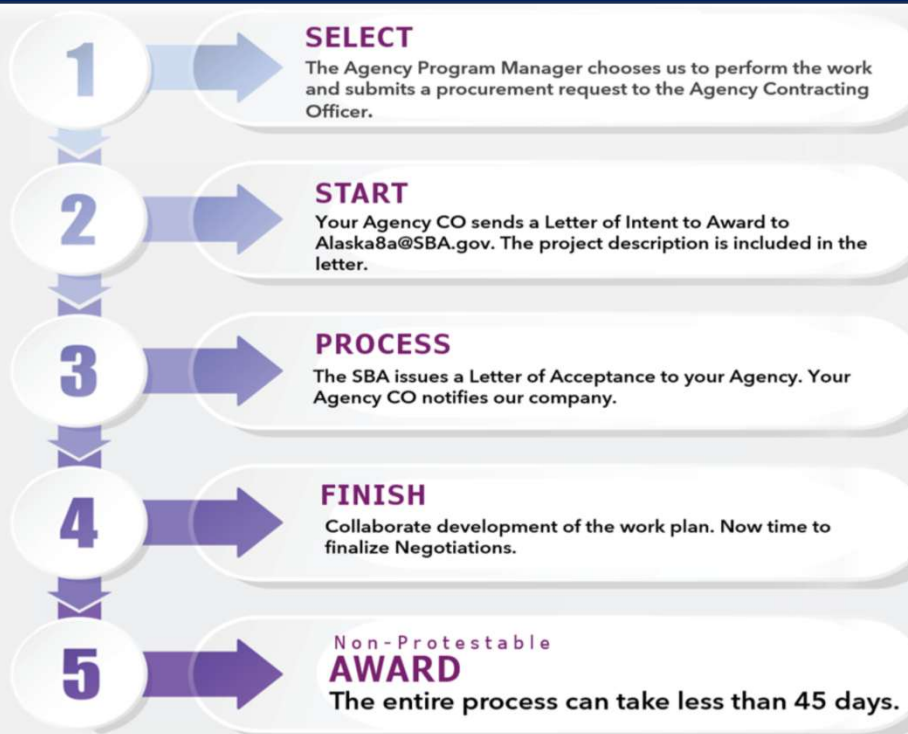 1
SELECT
The Agency Program Manager chooses us to perform the work
and submits a procurement request to the Agency Contracting
Officer.
2
START
Your Agency CO sends a Letter of Intent to Award to
Alaska8a@SBA.gov. The project description is included in the
letter.
3
PROCESS
The SBA issues a Letter of Acceptance to your Agency. Your
Agency CO notifies our company.
4
FINISH
Collaborate development of the work plan. Now time to
finalize Negotiations.
5
Non-Protestable
AWARD
The entire process can take less than 45 days.